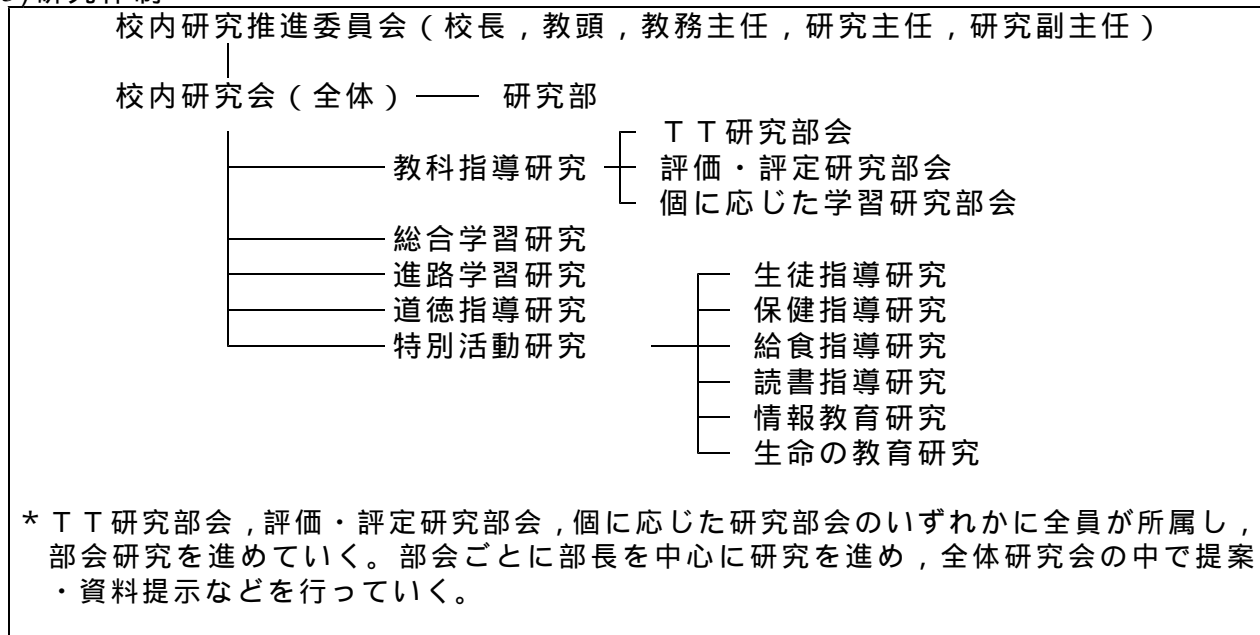 校内研究推進委員会（校長，教頭，教務主任，研究主任，研究副主任）
校内研究会（全体） 研究部
教科指導研究
ＴＴ研究部会
評価・評定研究部会
個に応じた学習研究部会
総合学習研究
進路学習研究
道徳指導研究
特別活動研究
生徒指導研究
保健指導研究
給食指導研究
読書指導研究
情報教育研究
生命の教育研究
*ＴＴ研究部会，評価・評定研究部会，個に応じた研究部会のいずれかに全員が所属し，
部会研究を進めていく。部会ごとに部長を中心に研究を進め，全体研究会の中で提案
・資料提示などを行っていく。